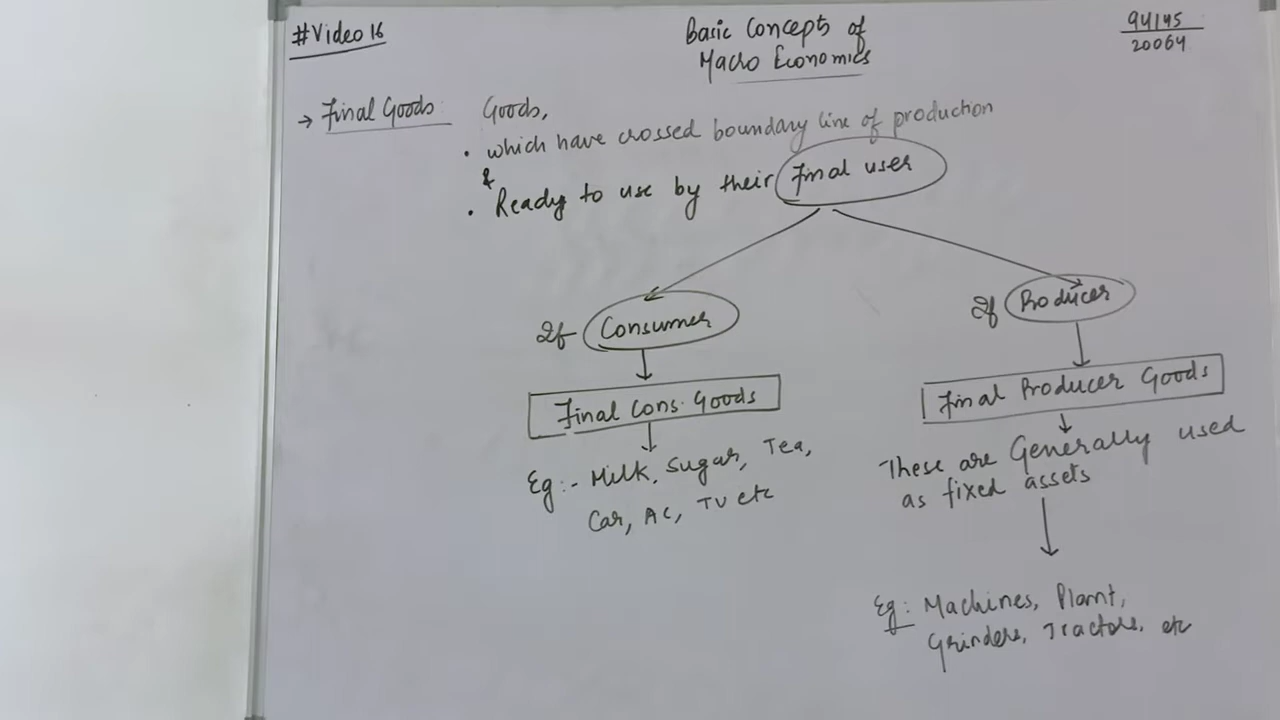 #Video 16
Basic Concepts of
Macro Economics
94145
20064
→ Final Goods: Goods,
• which have crossed boundary line of production
&
• Ready to use by their Final user
If Consumer
If Producer
Final Cons. Goods
Final Producer Goods
Eg:- Milk, Sugar, Tea,
Car, AC, TV etc
These are Generally used
as fixed assets
Eg: Machines, Plant,
Grinders, Tractors, etc